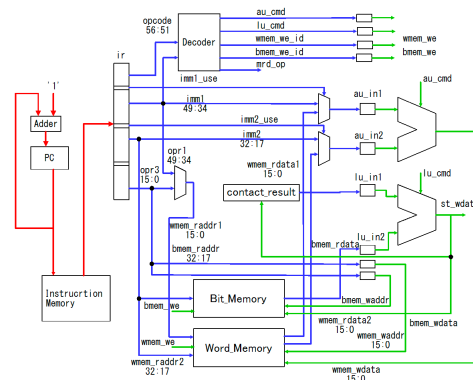 au_cmd
lu_cmd
wmem_we_id
bmem_we_id
mrd_op
opcode
56:51
Decoder
wmem_we
bmem_we
ir
'1'
Adder
PC
Instrucrtion
Memory
imm1_use
imm1
49:34
imm2_use
imm2
32:17
opr1
49:34
opr3
15:0
wmem_rdata1
15:0
contact_result
au_in1
au_in2
au_cmd
lu_in1
lu_cmd
lu_in2
st_wdat
wmem_raddr1
15:0
bmem_raddr
32:17
bmem_rdata
bmem_we
Bit_Memory
bmem_waddr
wmem_rdata2
15:0
bmem_wdata
wmem_we
Word_Memory
wmem_waddr
15:0
wmem_raddr2
32:17
wmem_wdata
15:0